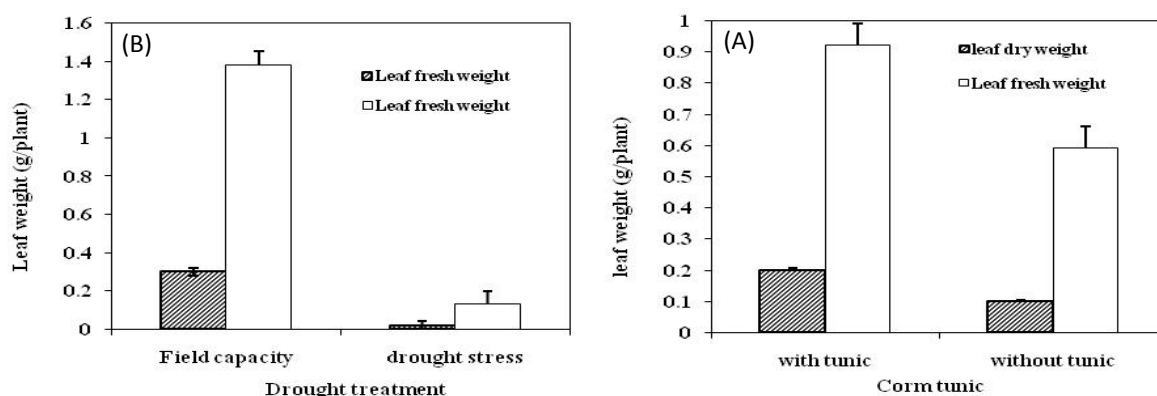 (B)
Leaf weight (g/plant)
1.6
1.4
1.2
1
0.8
0.6
0.4
0.2
0
Leaf fresh weight
Leaf fresh weight
Field capacity
drought stress
Drought treatment
(A)
leaf weight (g/plant)
1
0.9
0.8
0.7
0.6
0.5
0.4
0.3
0.2
0.1
0
leaf dry weight
Leaf fresh weight
with tunic
without tunic
Corm tunic